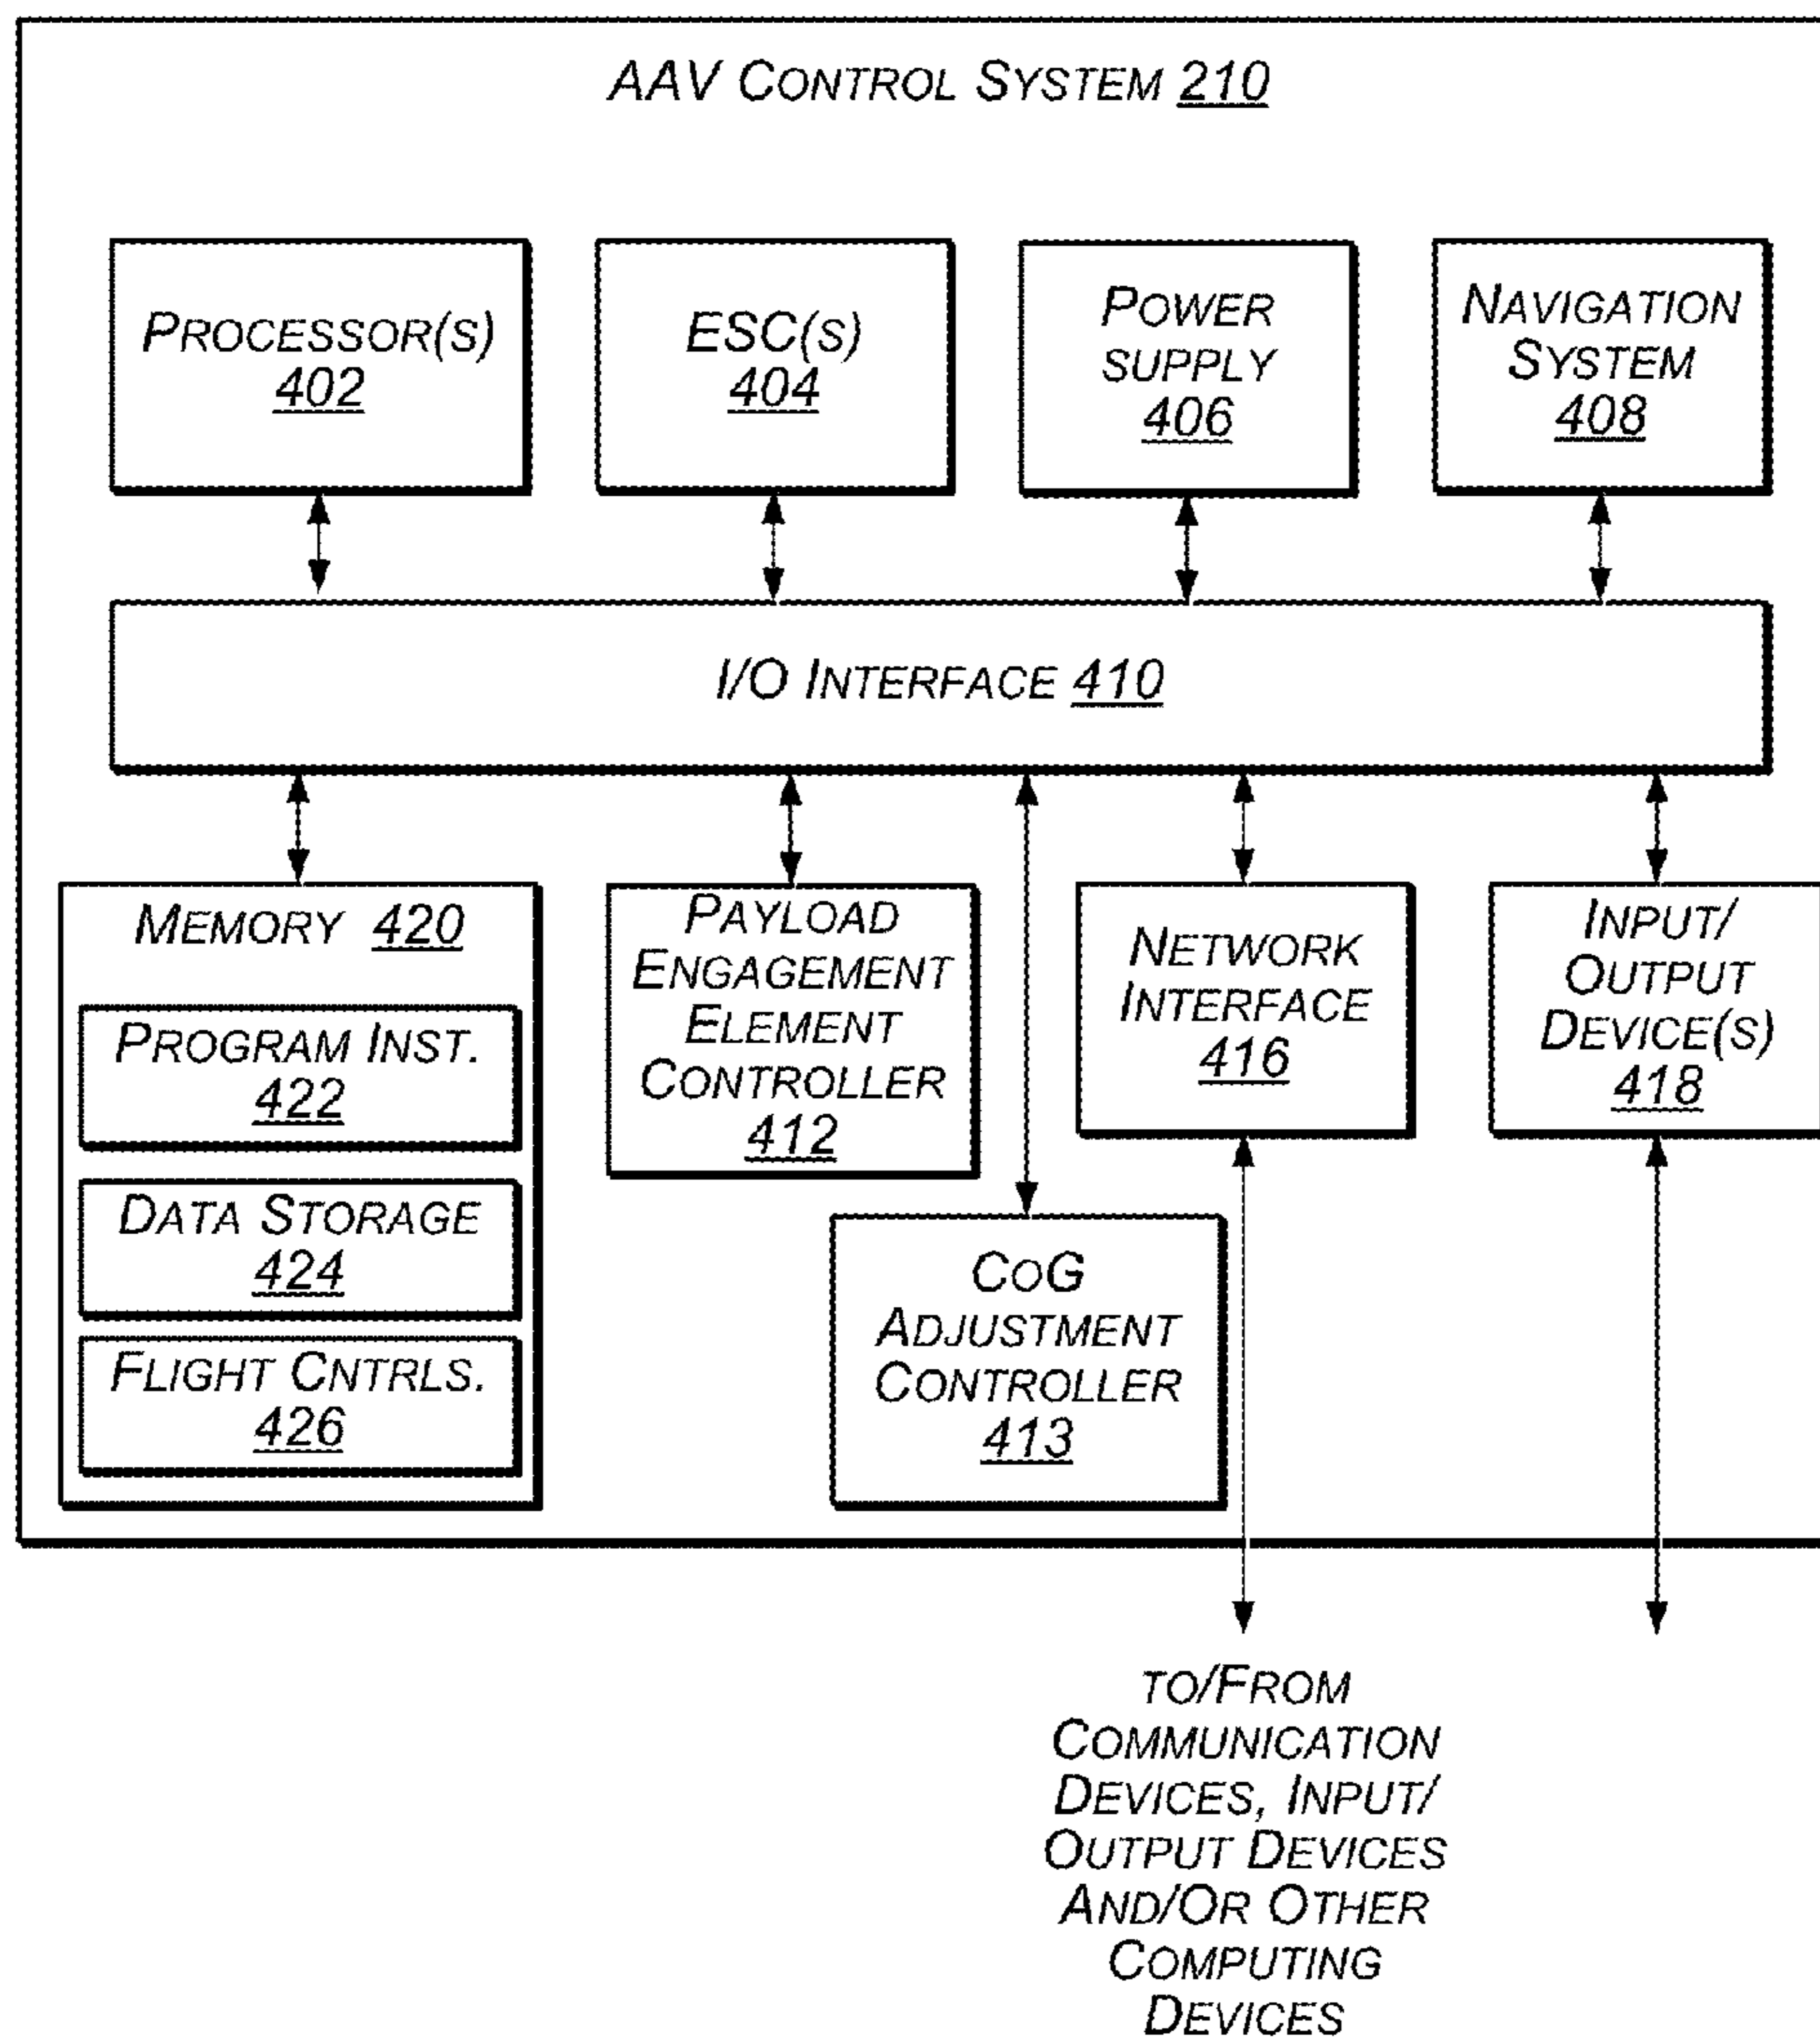 AAV CONTROL SYSTEM 210
PROCESSOR(S)
402
ESC(S)
404
POWER
SUPPLY
406
NAVIGATION
SYSTEM
408
I/O INTERFACE 410
MEMORY 420
PROGRAM INST.
422
DATA STORAGE
424
FLIGHT CNTRLS.
426
PAYLOAD
ENGAGEMENT
ELEMENT
CONTROLLER
412
COG
ADJUSTMENT
CONTROLLER
413
NETWORK
INTERFACE
416
INPUT/
OUTPUT
DEVICE(S)
418
TO/FROM
COMMUNICATION
DEVICES, INPUT/
OUTPUT DEVICES
AND/OR OTHER
COMPUTING
DEVICES